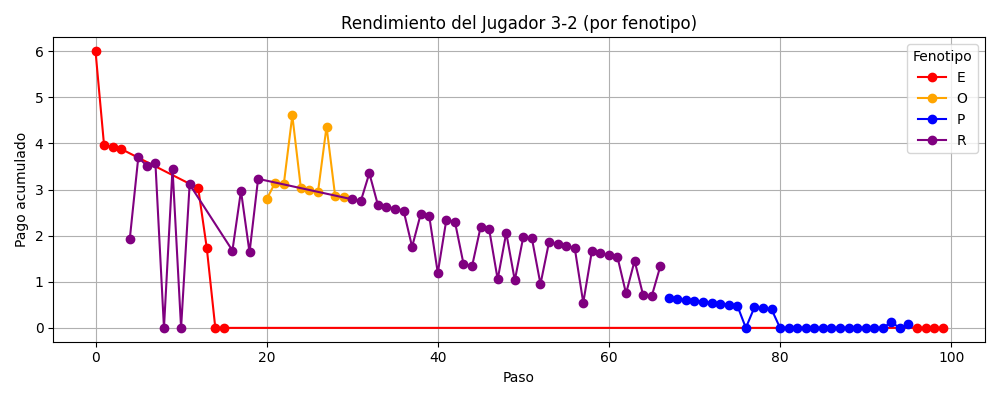 Rendimiento del Jugador 3-2 (por fenotipo)
Pago acumulado
6
5
4
3
2
1
0
0 20 40 60 80 100
Paso
Fenotipo
E
O
P
R